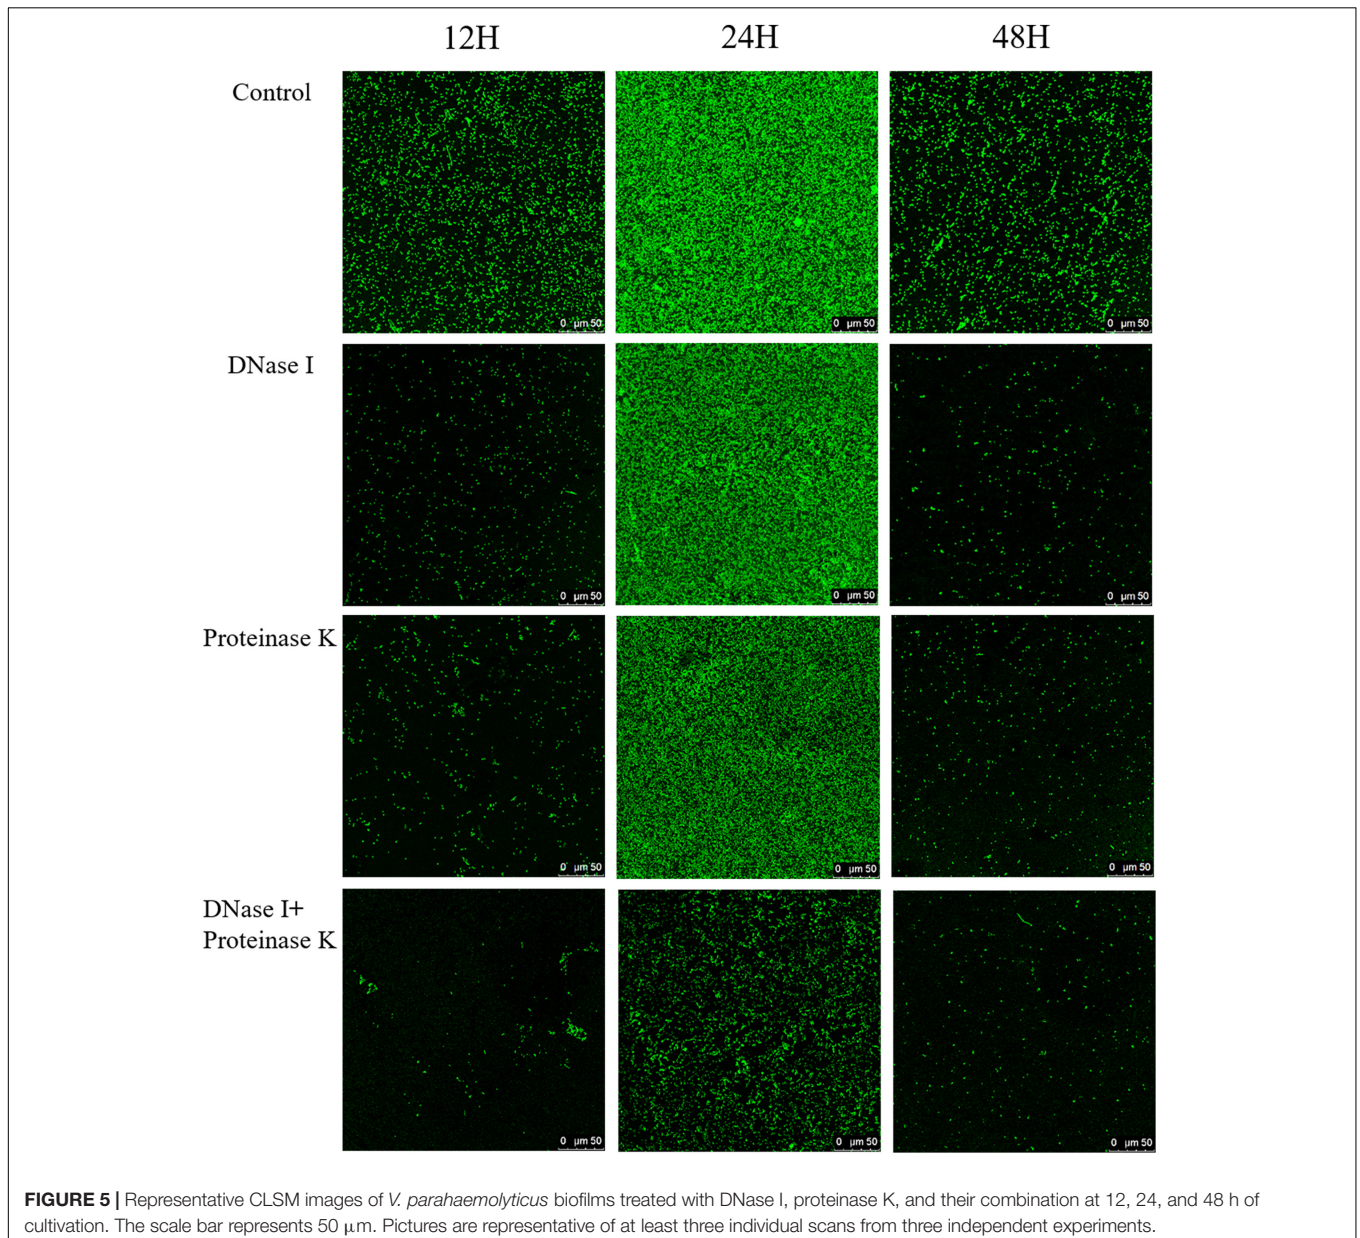 12H 24H 48H
Control
0 µm 50 0 µm 50 0 µm 50
DNase I
0 µm 50 0 µm 50 0 µm 50
Proteinase K
0 µm 50 0 µm 50 0 µm 50
DNase I+
Proteinase K
0 µm 50 0 µm 50 0 µm 50
FIGURE 5 | Representative CLSM images of V. parahaemolyticus biofilms treated with DNase I, proteinase K, and their combination at 12, 24, and 48 h of
cultivation. The scale bar represents 50 µm. Pictures are representative of at least three individual scans from three independent experiments.